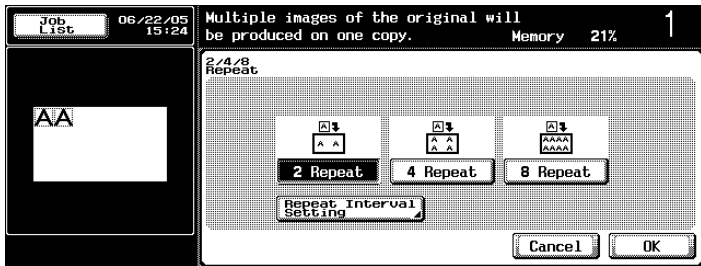 Job
List
06/22/05
15:24
Multiple images of the original will
be produced on one copy.
Memory 21%
1
2/4/8
Repeat
AA
A
A A
A
A A
A A
A
AAAA
AAAA
2 Repeat
4 Repeat
8 Repeat
Repeat Interval
Setting
Cancel
OK